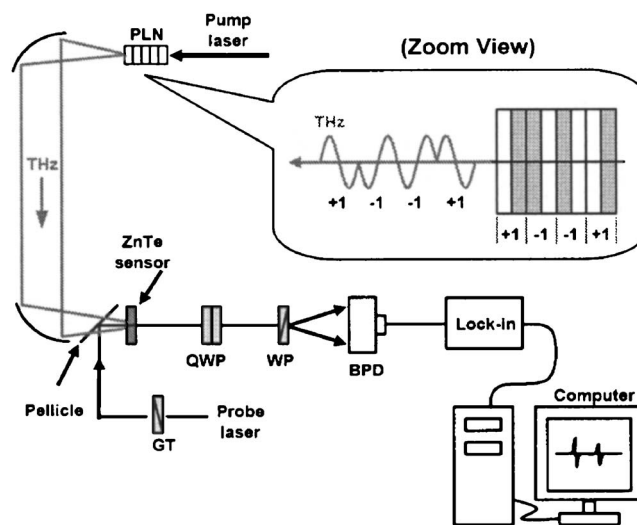 PLN
Pump
laser
(Zoom View)
THz
+1 -1 -1 +1
+1 -1 -1 +1
THz
ZnTe
sensor
QWP
WP
BPD
Lock-in
Pellicle
GT
Probe
laser
Computer